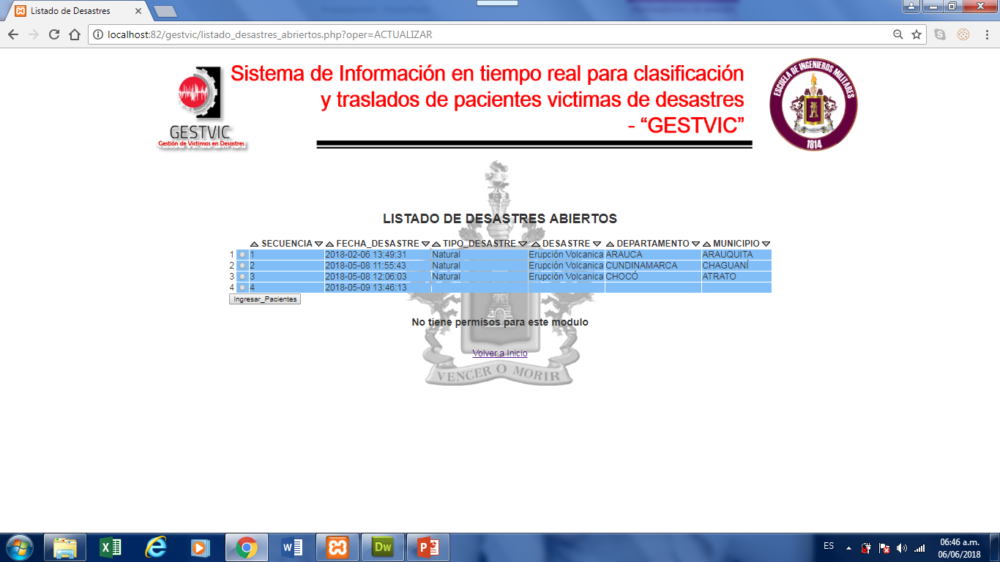 Listado de Desastres
localhost:82/gestvic/listado_desastres_abriertos.php?oper=ACTUALIZAR
GESTVIC
Gestión de Victimas en Desastres
Sistema de Información en tiempo real para clasificación
y traslados de pacientes victimas de desastres
- “GESTVIC”
ESCUELA DE INGENIEROS MILITARES
1814
LISTADO DE DESASTRES ABIERTOS
SECUENCIA FECHA_DESASTRE TIPO_DESASTRE DESASTRE DEPARTAMENTO MUNICIPIO
1 1 2018-02-06 13:49:31 Natural Erupción Volcanica ARAUCA ARAUQUITA
2 2 2018-05-08 11:55:43 Natural Erupción Volcanica CUNDINAMARCA CHAGUANÍ
3 3 2018-05-08 12:06:03 Natural Erupción Volcanica CHOCÓ ATRATO
4 4 2018-05-09 13:46:13
Ingresar_Pacientes
No tiene permisos para este modulo
Volver a Inicio
VENCER O MORIR
ES
06:46 a.m.
06/06/2018
Dw